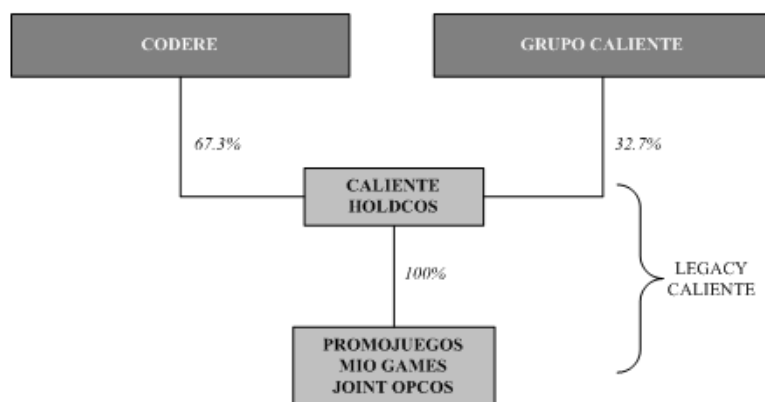 CODERE
GRUPO CALIENTE
67.3%
32.7%
CALIENTE
HOLDCOS
100%
LEGACY
CALIENTE
PROMOJUEGOS
MIO GAMES
JOINT OPCOS